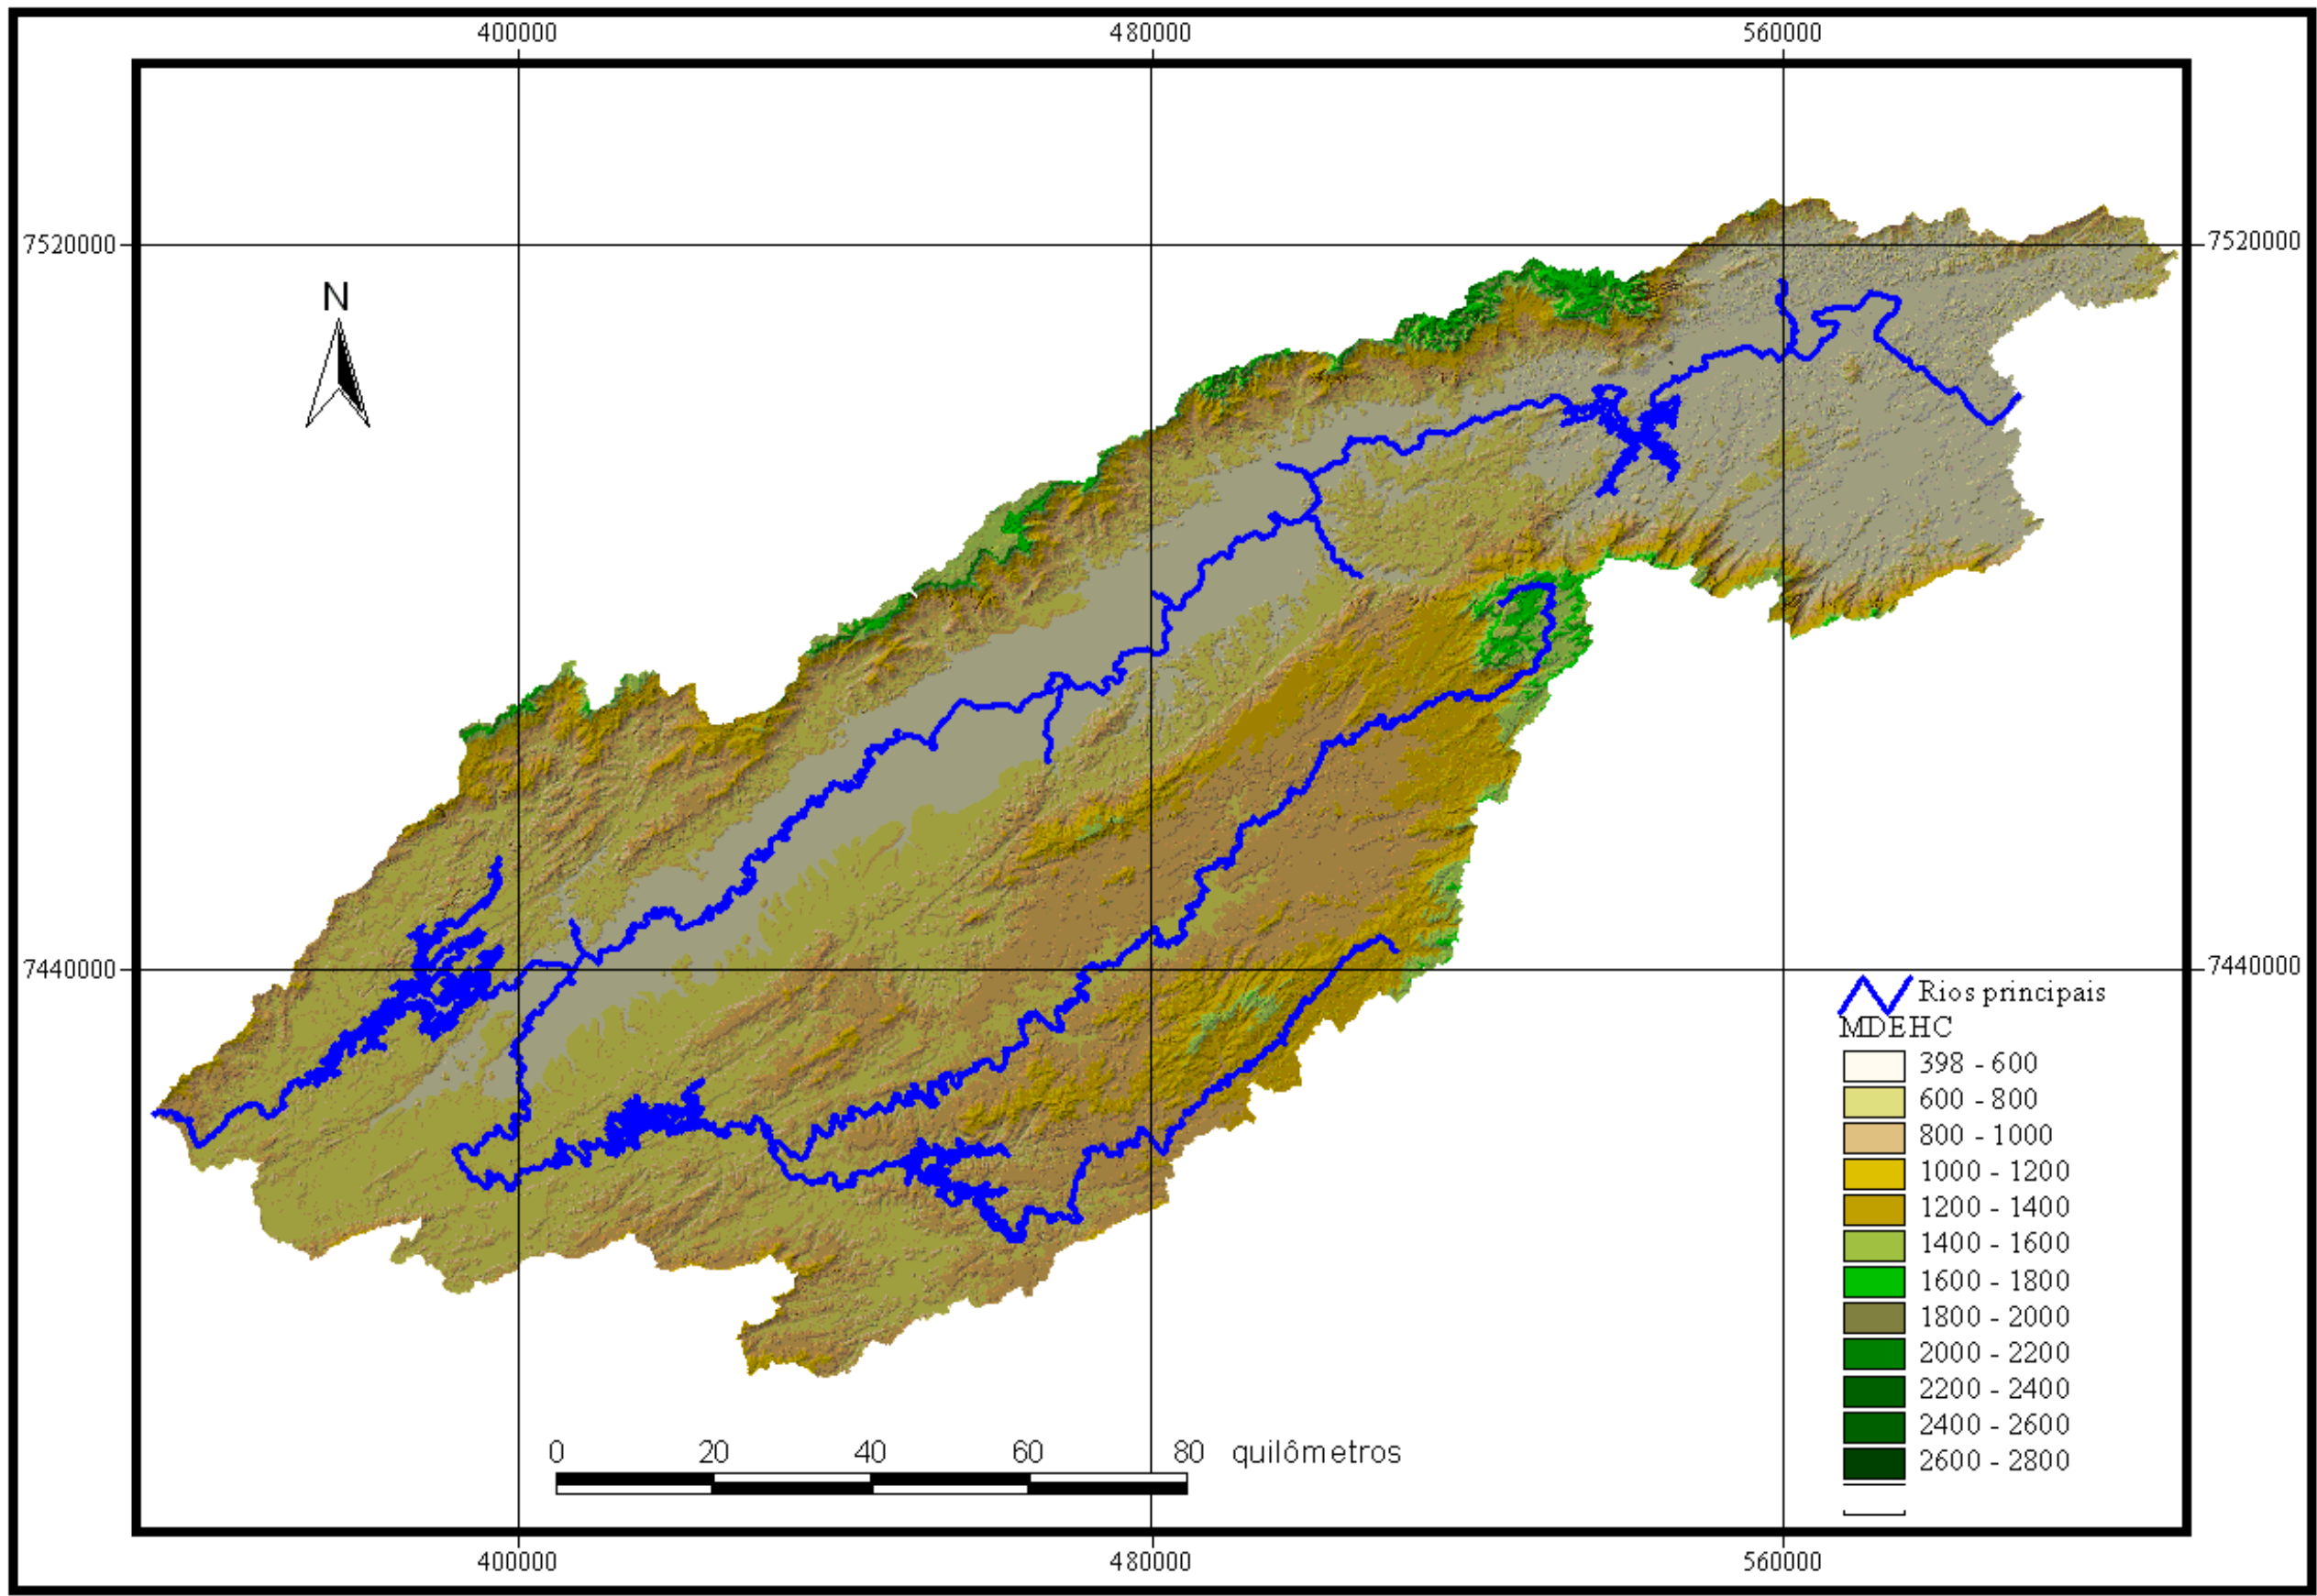 400000 480000 560000
7520000 7520000
N
7440000 7440000
Rios principais
MDEHC
398 - 600
600 - 800
800 - 1000
1000 - 1200
1200 - 1400
1400 - 1600
1600 - 1800
1800 - 2000
2000 - 2200
2200 - 2400
2400 - 2600
2600 - 2800
0 20 40 60 80 quilômetros
400000 480000 560000